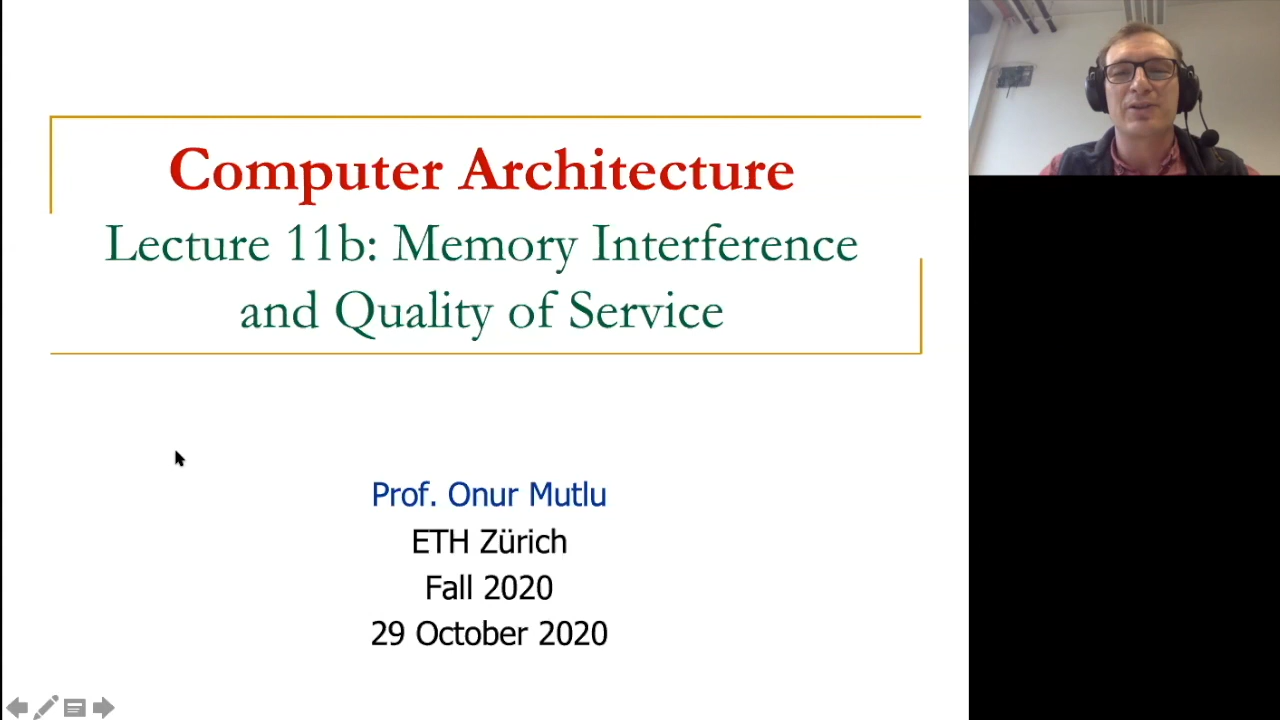 Computer Architecture
Lecture 11b: Memory Interference
and Quality of Service
Prof. Onur Mutlu
ETH Zürich
Fall 2020
29 October 2020